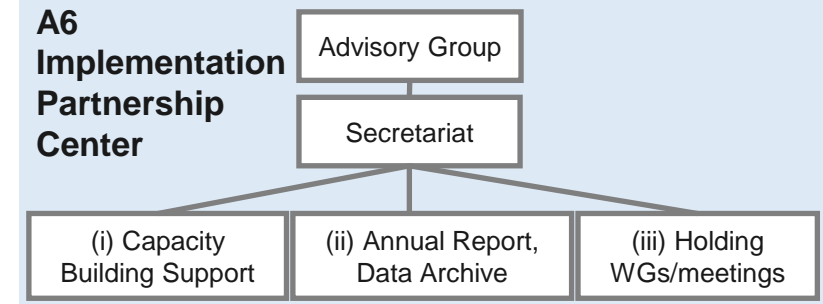 A6
Implementation
Partnership
Center
Advisory Group
Secretariat
(i) Capacity
Building Support
(ii) Annual Report,
Data Archive
(iii) Holding
WGs/meetings